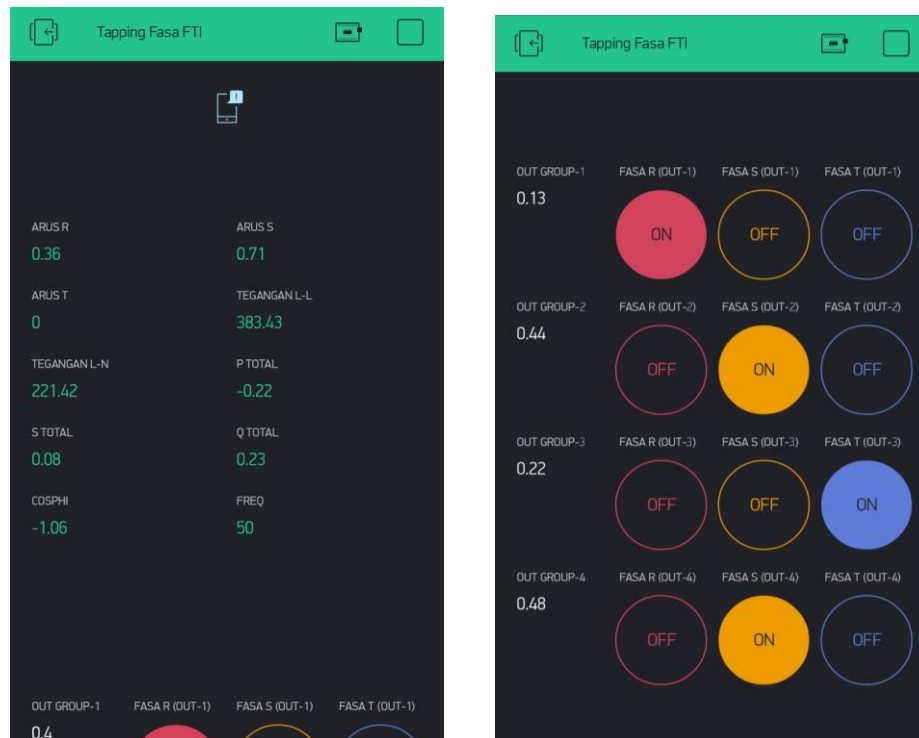 Tapping Fasa FTI
ARUS R ARUS S
0.36 0.71
ARUS T TEGANGAN L-L
0 383.43
TEGANGAN L-N P TOTAL
221.42 -0.22
S TOTAL Q TOTAL
0.08 0.23
COSPHI FREQ
-1.06 50
OUT GROUP-1 FASA R (OUT-1) FASA S (OUT-1) FASA T (OUT-1)
0.4
Tapping Fasa FTI
OUT GROUP-1 FASA R (OUT-1) FASA S (OUT-1) FASA T (OUT-1)
0.13
ON OFF OFF
OUT GROUP-2 FASA R (OUT-2) FASA S (OUT-2) FASA T (OUT-2)
0.44
OFF ON OFF
OUT GROUP-3 FASA R (OUT-3) FASA S (OUT-3) FASA T (OUT-3)
0.22
OFF OFF ON
OUT GROUP-4 FASA R (OUT-4) FASA S (OUT-4) FASA T (OUT-4)
0.48
OFF ON OFF